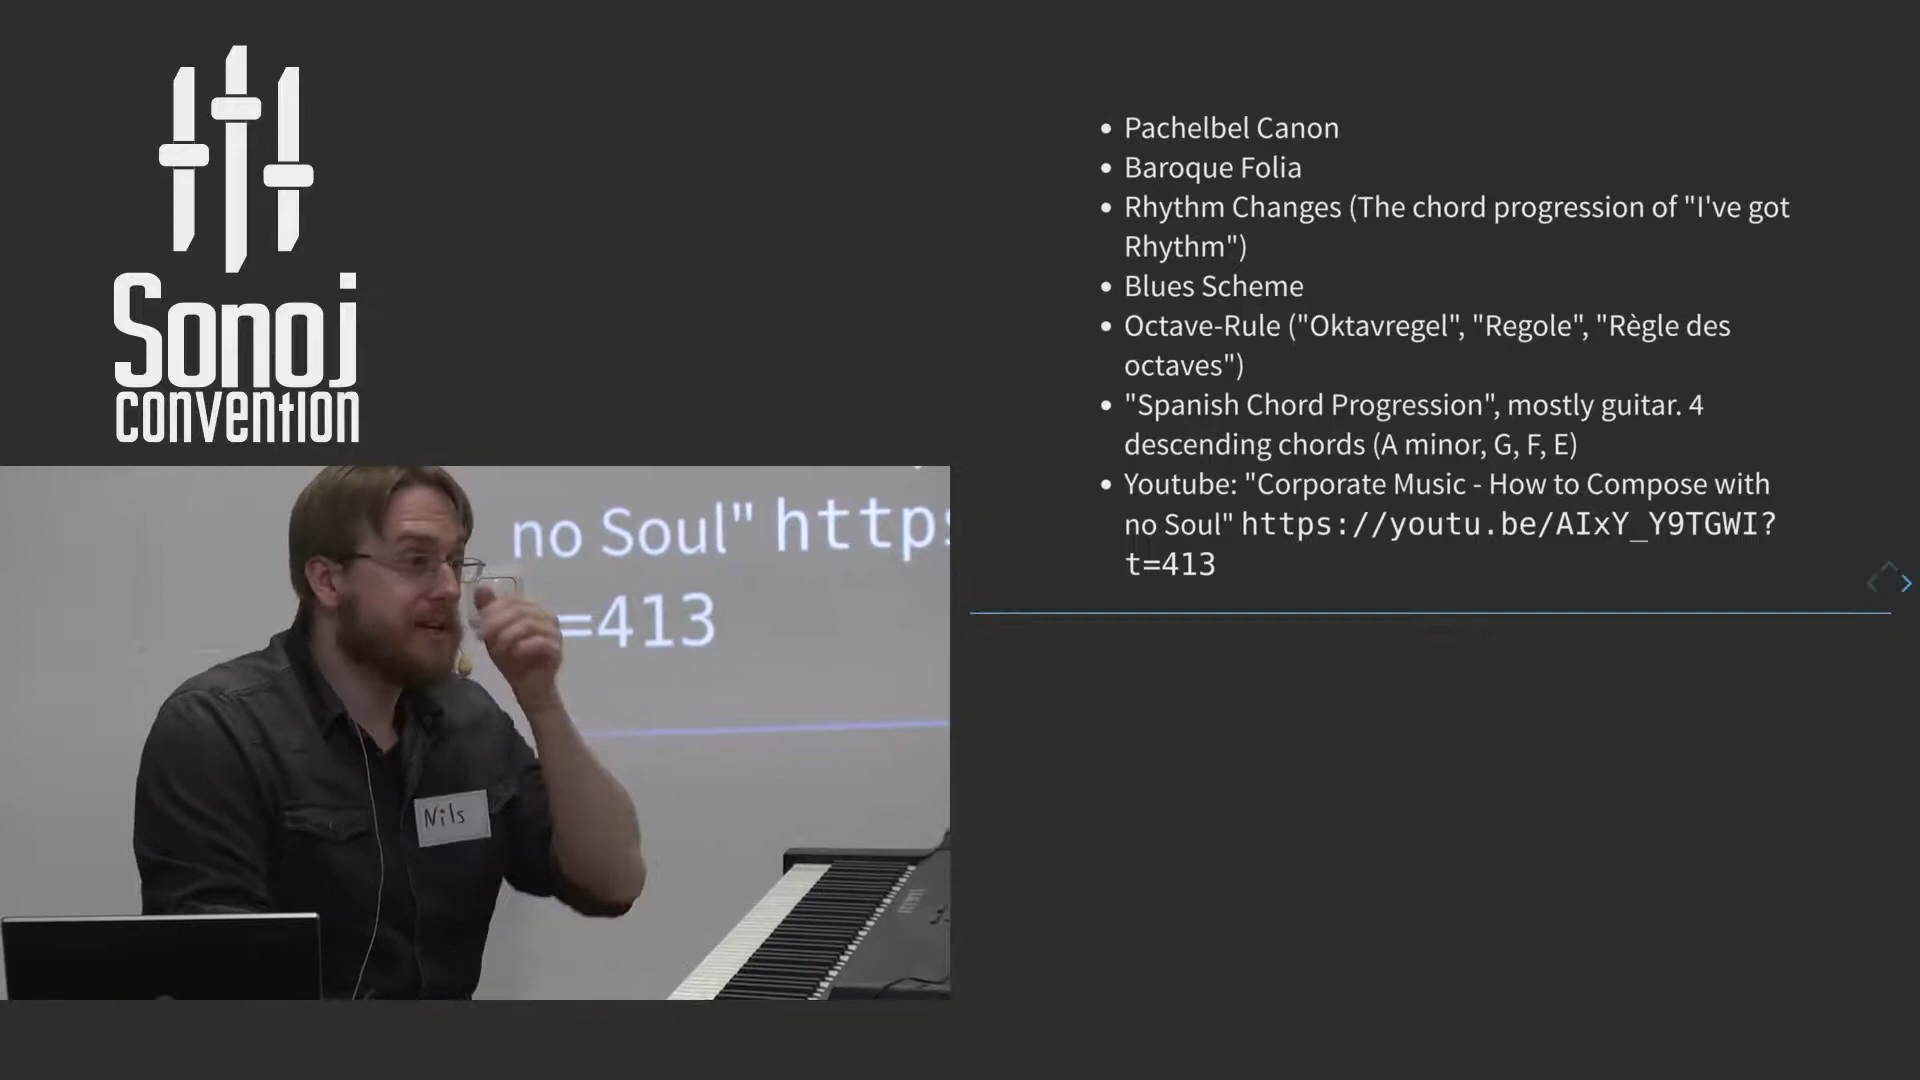 Sonoj
convention
• Pachelbel Canon
• Baroque Folia
• Rhythm Changes (The chord progression of "I've got
Rhythm")
• Blues Scheme
• Octave-Rule ("Oktavregel", "Regole", "Règle des
octaves")
• "Spanish Chord Progression", mostly guitar. 4
descending chords (A minor, G, F, E)
• Youtube: "Corporate Music - How to Compose with
no Soul" https://youtu.be/AIxY_Y9TGWI?
t=413
no Soul" https
=413
Nils